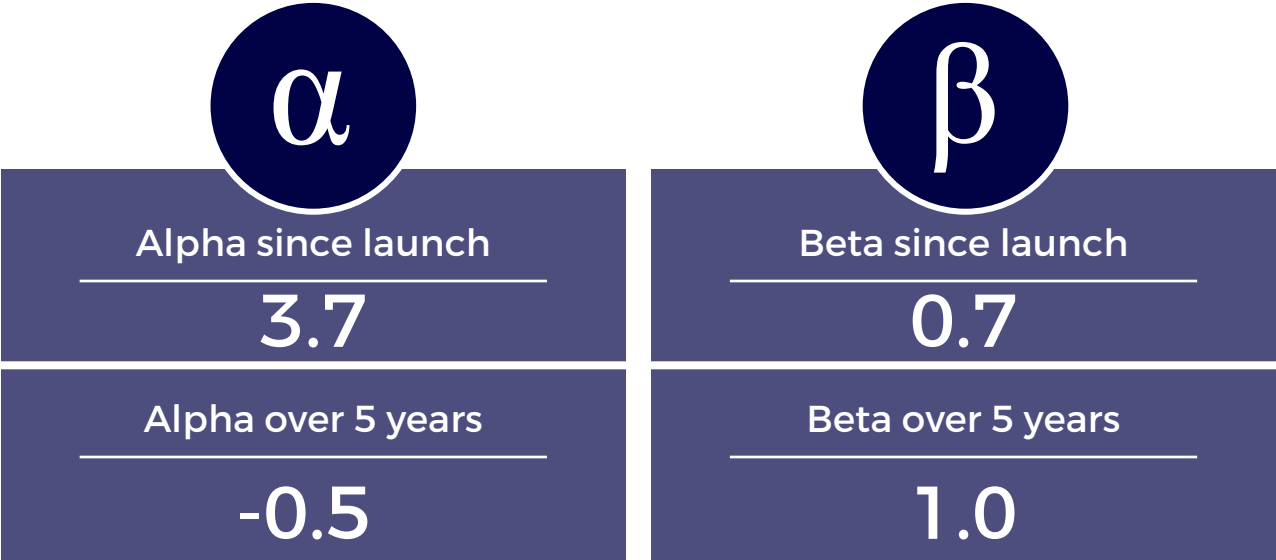 α
Alpha since launch
3.7
Alpha over 5 years
-0.5
β
Beta since launch
0.7
Beta over 5 years
1.0